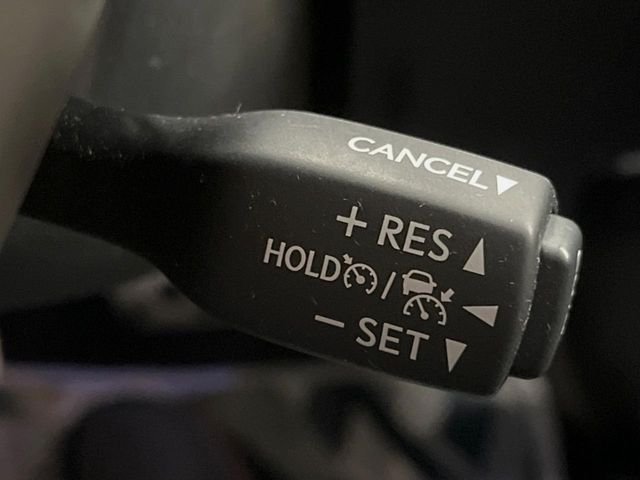 CANCEL▼
+ RES ▲
HOLD / ◄
− SET ▼